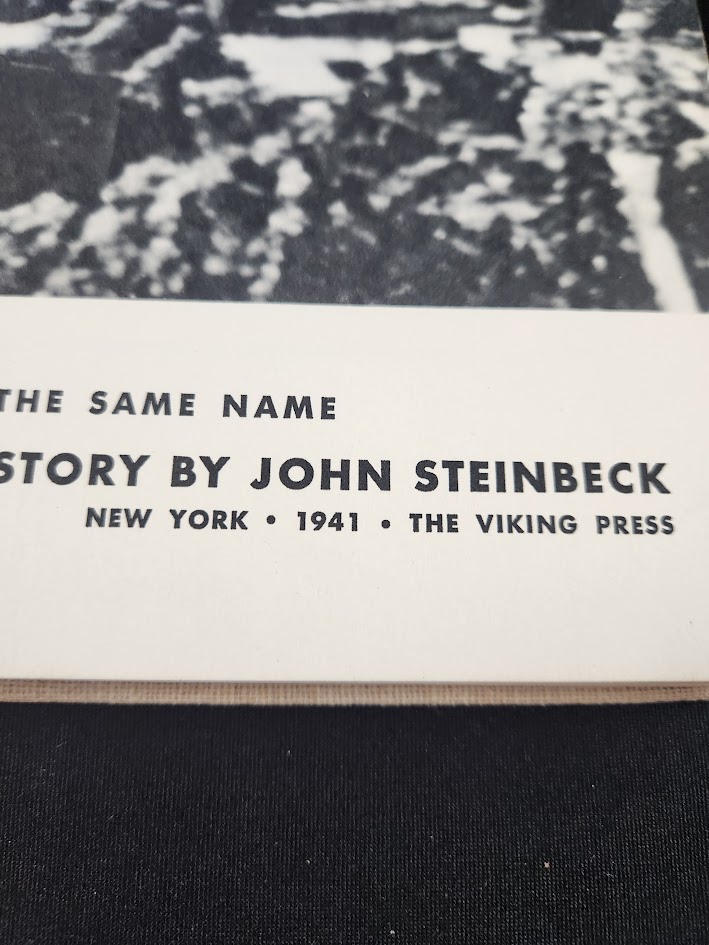 THE SAME NAME
STORY BY JOHN STEINBECK
NEW YORK • 1941 • THE VIKING PRESS